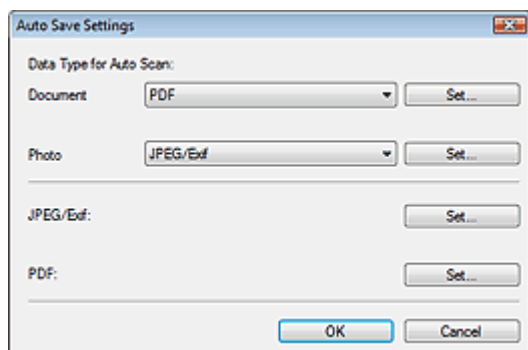 Auto Save Settings
Data Type for Auto Scan:
Document PDF Set...
Photo JPEG/Exif Set...
JPEG/Exif: Set...
PDF: Set...
OK Cancel